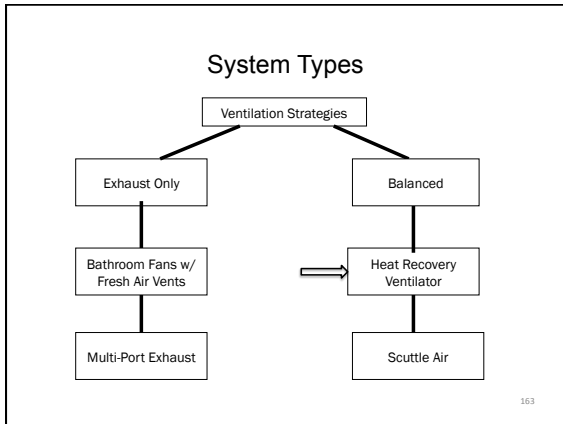 System Types
Ventilation Strategies
Exhaust Only
Balanced
Bathroom Fans w/
Fresh Air Vents
Heat Recovery
Ventilator
Multi-Port Exhaust
Scuttle Air
163